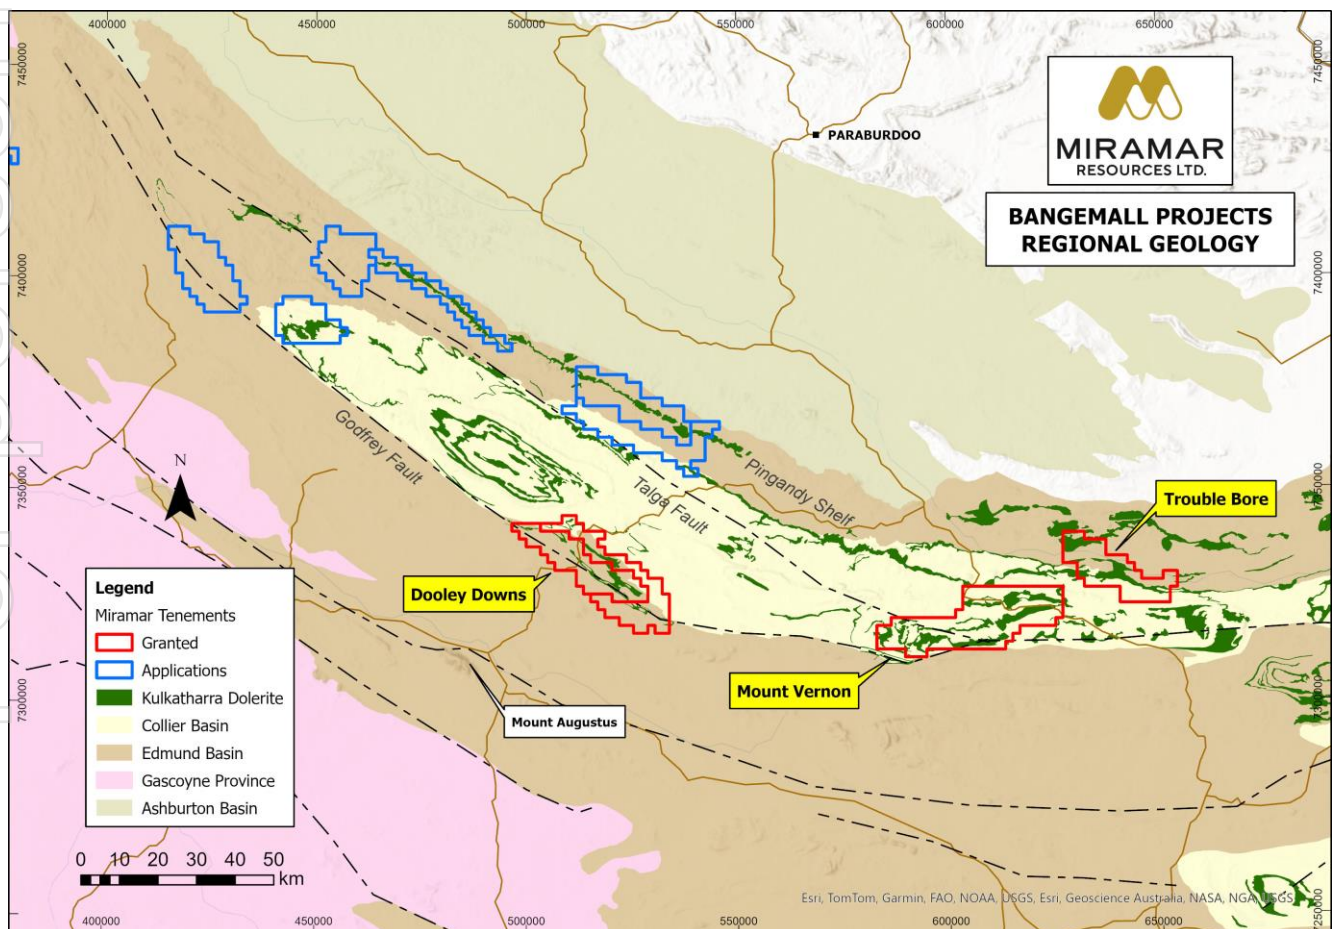 400000 450000 500000 550000 600000 650000
7450000 7450000
MIRAMAR
RESOURCES LTD.
PARABURDOO
BANGEMALL PROJECTS
REGIONAL GEOLOGY
7400000 7400000
Godfrey Fault
Talga Fault
Pingandy Shelf
7350000
Trouble Bore
N
Dooley Downs
Mount Vernon
Mount Augustus
7300000
Legend
Miramar Tenements
Granted
Applications
Kulkatharra Dolerite
Collier Basin
Edmund Basin
Gascoyne Province
Ashburton Basin
0 10 20 30 40 50
km
Esri, TomTom, Garmin, FAO, NOAA, USGS, Esri, Geoscience Australia, NASA, NGA, USGS
400000 450000 500000 550000 600000 650000